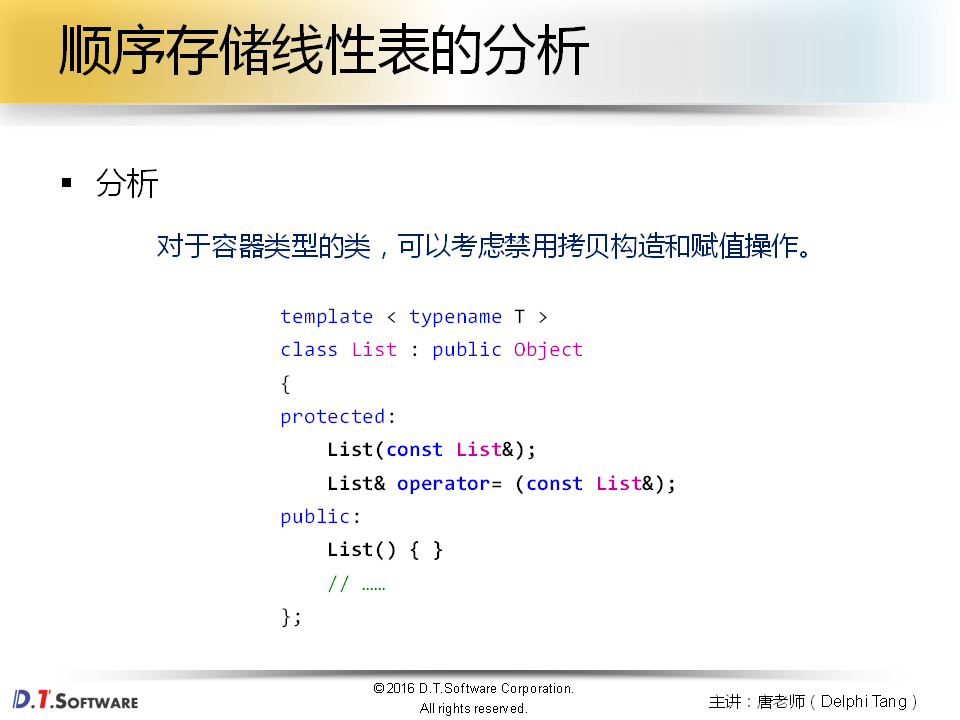 顺序存储线性表的分析
▪ 分析
对于容器类型的类，可以考虑禁用拷贝构造和赋值操作。
template < typename T >
class List : public Object
{
protected:
    List(const List&);
    List& operator= (const List&);
public:
    List() { }
    // ……
};
D.T.SOFTWARE
©2016 D.T.Software Corporation.
All rights reserved.
主讲：唐老师（Delphi Tang）